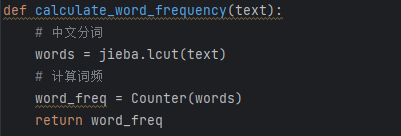 def calculate_word_frequency(text):
    # 中文分词
    words = jieba.lcut(text)
    # 计算词频
    word_freq = Counter(words)
    return word_freq